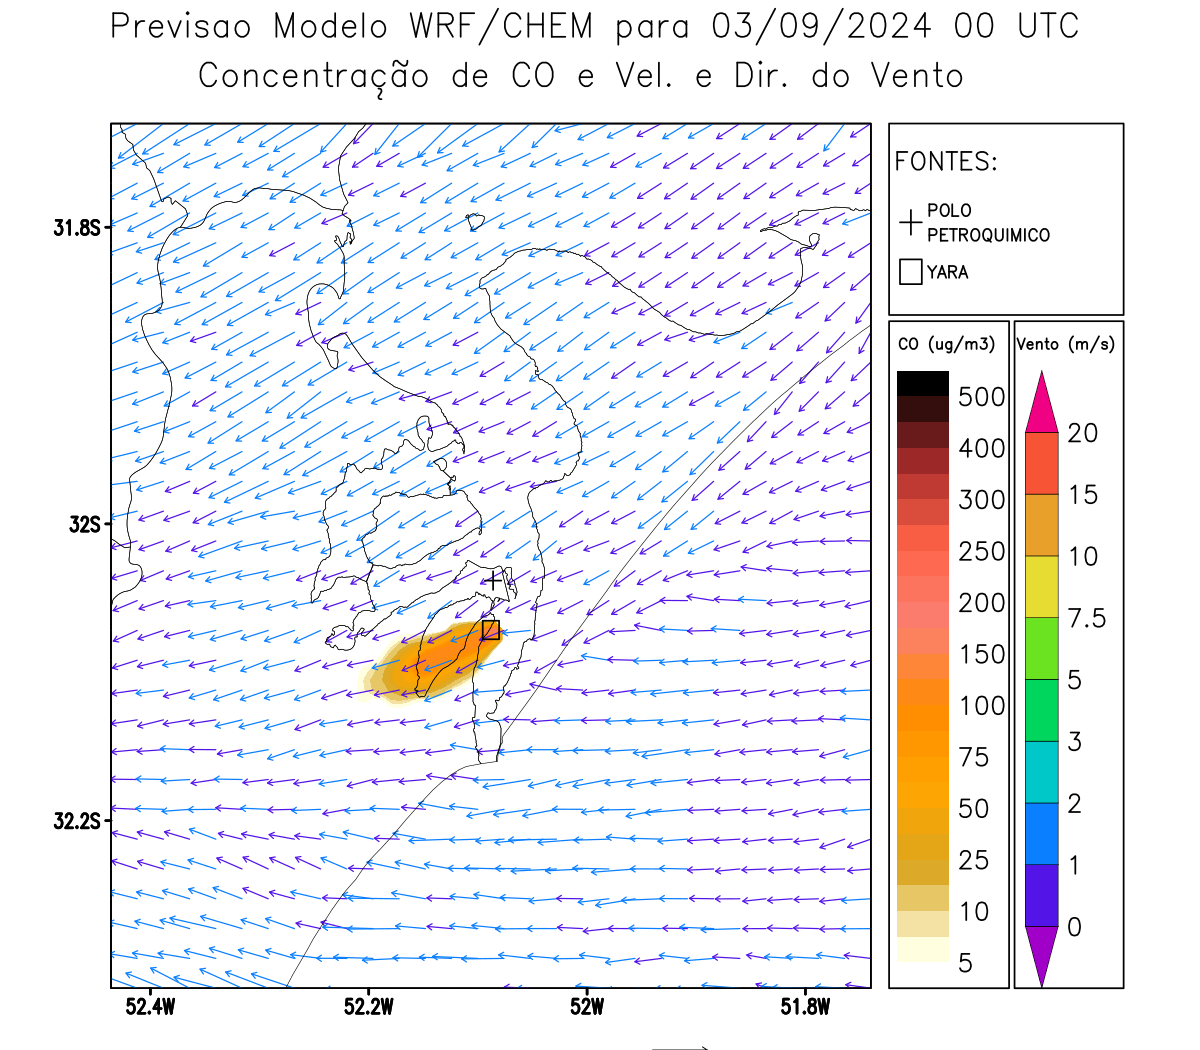 Previsao Modelo WRF/CHEM para 03/09/2024 00 UTC
Concentração de CO e Vel. e Dir. do Vento
FONTES:
POLO
PETROQUIMICO
YARA
CO (ug/m3)
500
400
300
250
200
150
100
75
50
25
10
5
Vento (m/s)
20
15
10
7.5
5
3
2
1
0
31.8S
32S
32.2S
52.4W
52.2W
52W
51.8W